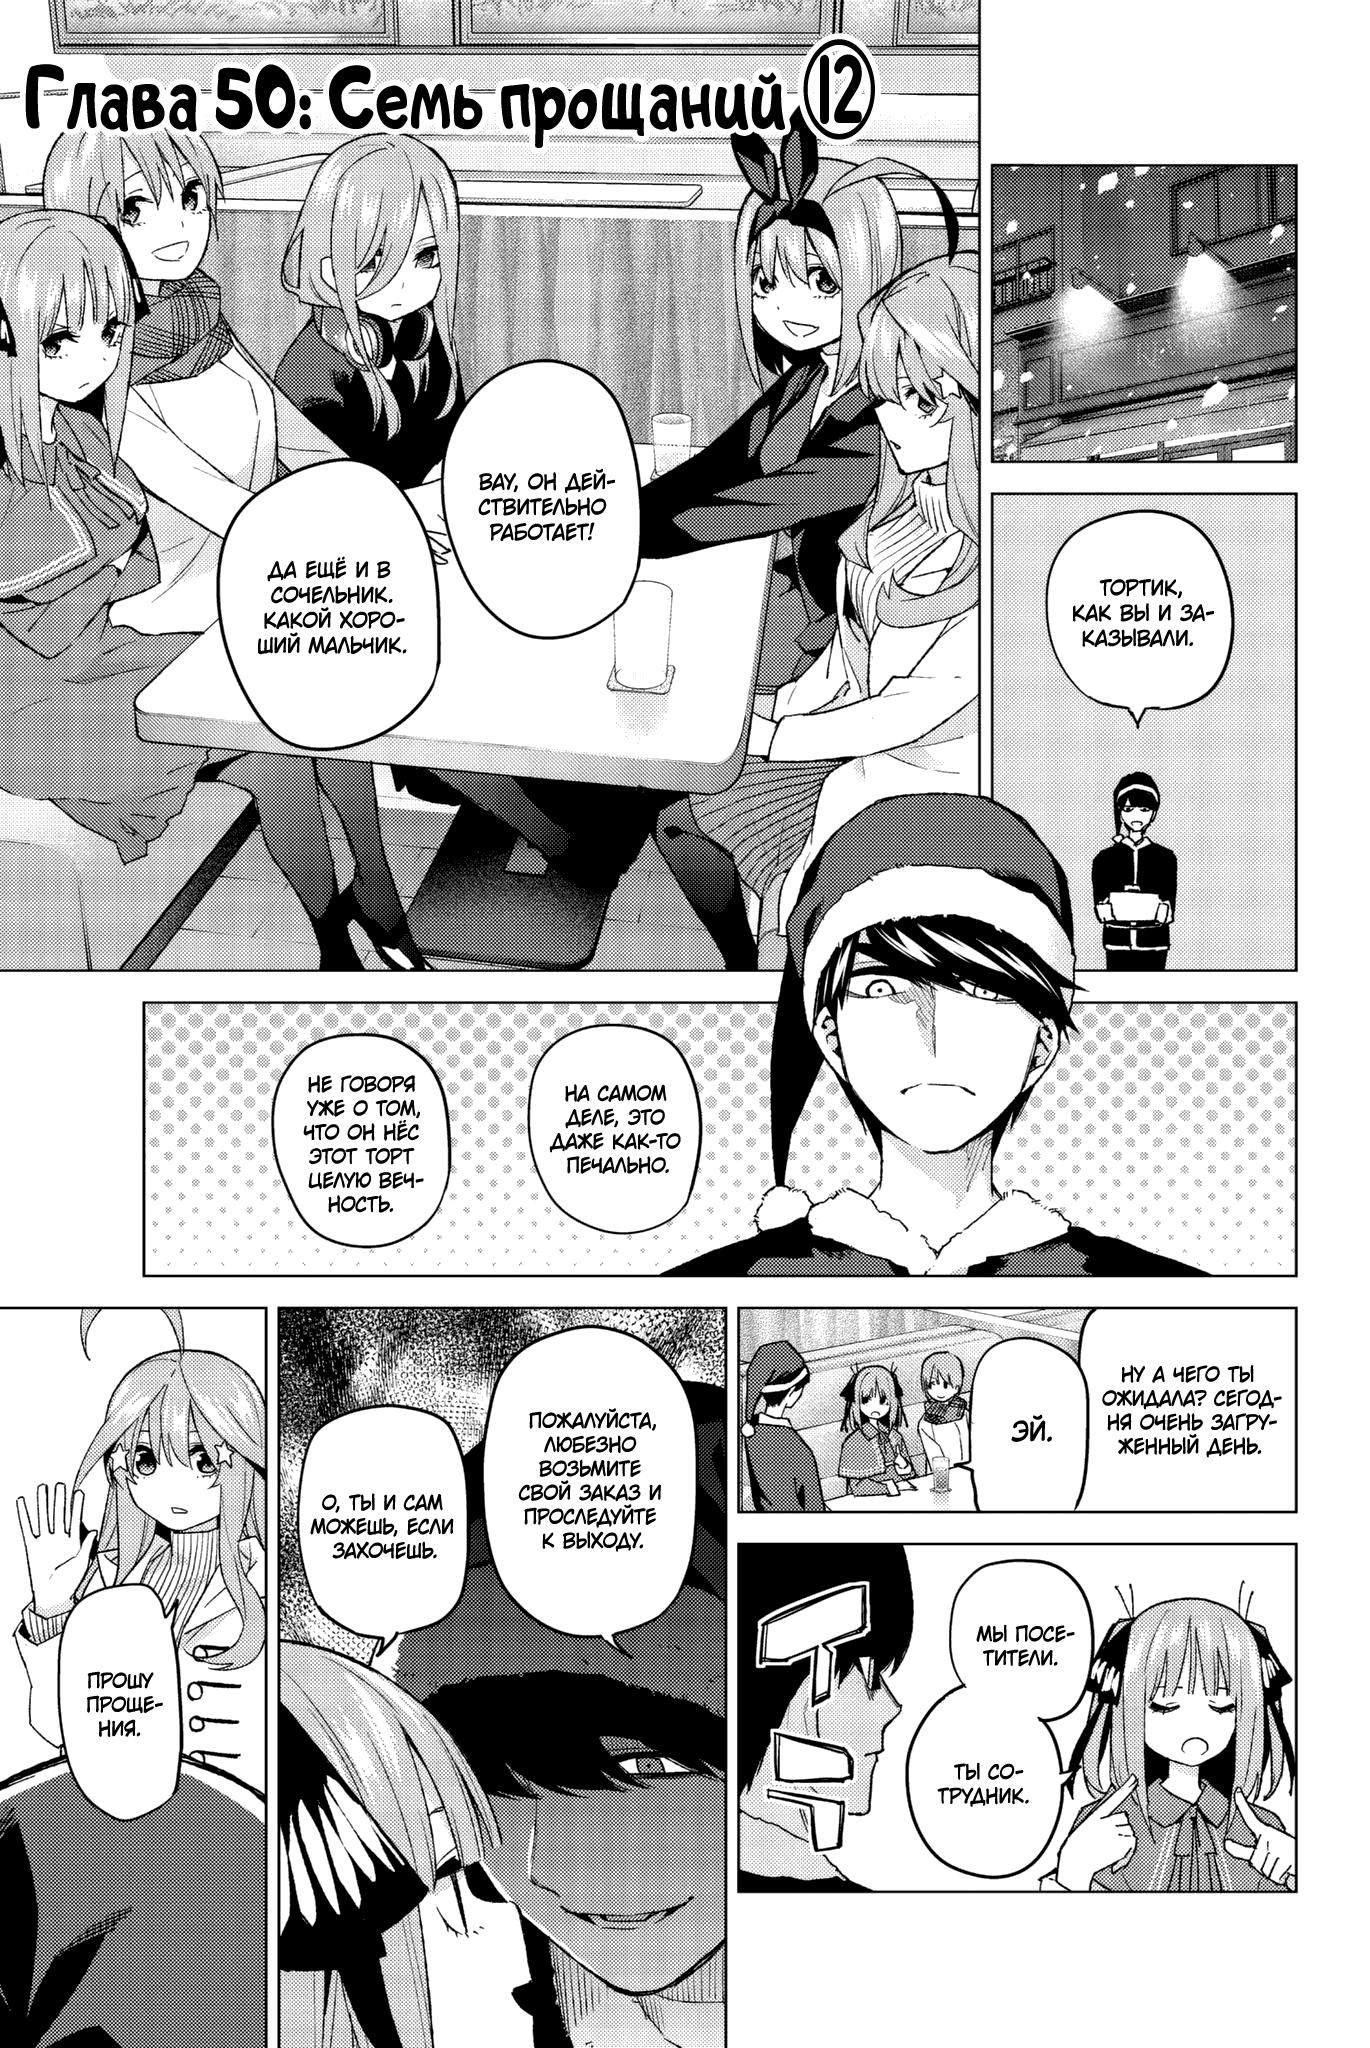 Глава 50: Семь прощаний ⑫
ТОРТИК,
КАК ВЫ И ЗА-
КАЗЫВАЛИ.
ВАУ, ОН ДЕЙ-
СТВИТЕЛЬНО
РАБОТАЕТ!
ДА ЕЩЁ И В
СОЧЕЛЬНИК.
КАКОЙ ХОРО-
ШИЙ МАЛЬЧИК.
НА САМОМ
ДЕЛЕ, ЭТО
ДАЖЕ КАК-ТО
ПЕЧАЛЬНО.
НЕ ГОВОРЯ
УЖЕ О ТОМ,
ЧТО ОН НЁС
ЭТОТ ТОРТ
ЦЕЛУЮ ВЕЧ-
НОСТЬ.
НУ А ЧЕГО ТЫ
ОЖИДАЛА? СЕГОД-
НЯ ОЧЕНЬ ЗАГРУ-
ЖЕННЫЙ ДЕНЬ.
ЭЙ.
МЫ ПОСЕ-
ТИТЕЛИ.
ТЫ СО-
ТРУДНИК.
ПОЖАЛУЙСТА,
ЛЮБЕЗНО
ВОЗЬМИТЕ
СВОЙ ЗАКАЗ И
ПРОСЛЕДУЙТЕ
К ВЫХОДУ.
О, ТЫ И САМ
МОЖЕШЬ, ЕСЛИ
ЗАХОЧЕШЬ.
ПРОШУ
ПРОЩЕ-
НИЯ.